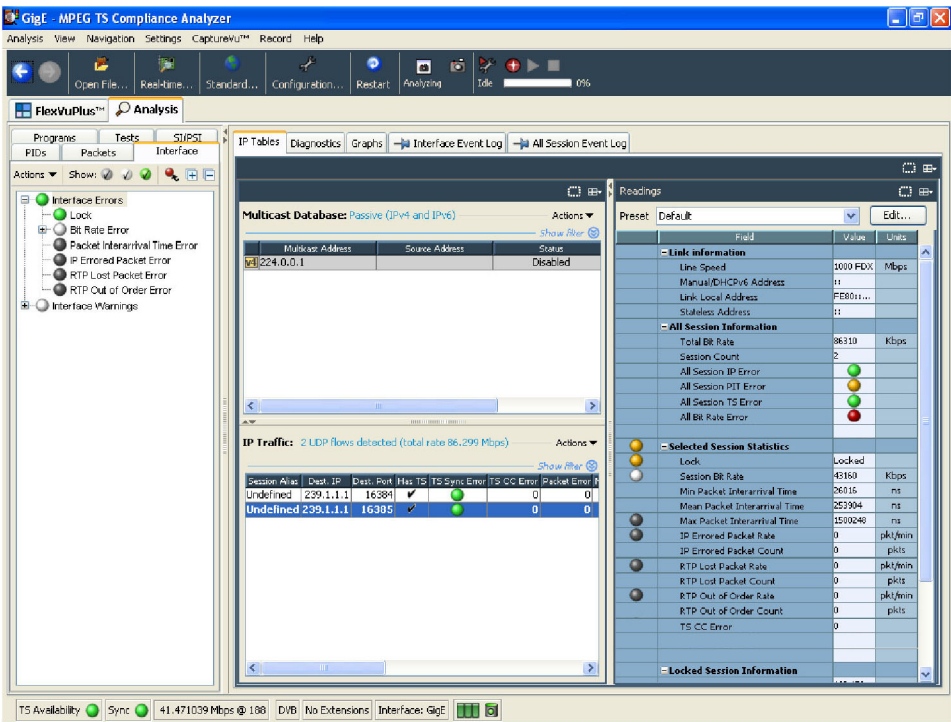 GigE - MPEG TS Compliance Analyzer
Analysis View Navigation Settings CaptureVu™ Record Help
Open File... Real-time... Standard... Configuration... Restart Analyzing Idle 0%
FlexVuPlus™ Analysis
Programs Tests SI/PSI
PIDs Packets Interface
Actions Show:
Interface Errors
Lock
Bit Rate Error
Packet Interarrival Time Error
IP Errored Packet Error
RTP Lost Packet Error
RTP Out of Order Error
Interface Warnings
IP Tables Diagnostics Graphs Interface Event Log All Session Event Log
Multicast Database: Passive (IPv4 and IPv6) Actions
Show filter
Multicast Address Source Address Status
v4 224.0.0.1 Disabled
IP Traffic: 2 UDP flows detected (total rate 86.299 Mbps) Actions
Show filter
Session Alias Dest. IP Dest. Port Has TS TS Sync Error TS CC Error Packet Error
Undefined 239.1.1.1 16384 0 0
Undefined 239.1.1.1 16385 0 0
Readings
Preset Default Edit...
Field Value Units
Link information
Line Speed 1000 FDX Mbps
Manual/DHCPv6 Address ::
Link Local Address FE80::...
Stateless Address ::
All Session Information
Total Bit Rate 86310 Kbps
Session Count 2
All Session IP Error
All Session PIT Error
All Session TS Error
All Bit Rate Error
Selected Session Statistics
Lock Locked
Session Bit Rate 43160 Kbps
Min Packet Interarrival Time 26016 ns
Mean Packet Interarrival Time 253904 ns
Max Packet Interarrival Time 1500248 ns
IP Errored Packet Rate 0 pkt/min
IP Errored Packet Count 0 pkts
RTP Lost Packet Rate 0 pkt/min
RTP Lost Packet Count 0 pkts
RTP Out of Order Rate 0 pkt/min
RTP Out of Order Count 0 pkts
TS CC Error 0
Locked Session Information
TS Availability Sync 41.471039 Mbps @ 188 DVB No Extensions Interface: GigE